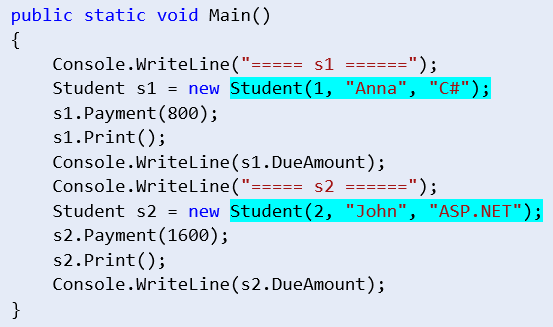 public static void Main()
{
    Console.WriteLine("===== s1 ======");
    Student s1 = new Student(1, "Anna", "C#");
    s1.Payment(800);
    s1.Print();
    Console.WriteLine(s1.DueAmount);
    Console.WriteLine("===== s2 ======");
    Student s2 = new Student(2, "John", "ASP.NET");
    s2.Payment(1600);
    s2.Print();
    Console.WriteLine(s2.DueAmount);
}